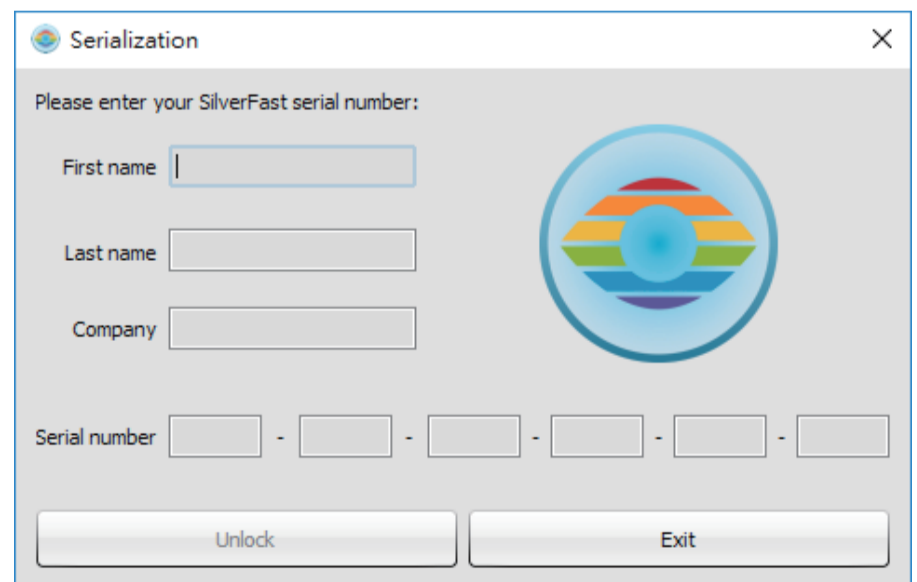 Serialization
Please enter your SilverFast serial number:
First name
Last name
Company
Serial number - - - - -
Unlock Exit